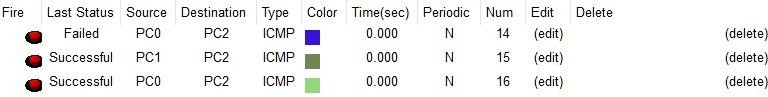 Fire Last Status Source Destination Type Color Time(sec) Periodic Num Edit Delete
Failed PC0 PC2 ICMP 0.000 N 14 (edit) (delete)
Successful PC1 PC2 ICMP 0.000 N 15 (edit) (delete)
Successful PC0 PC2 ICMP 0.000 N 16 (edit) (delete)